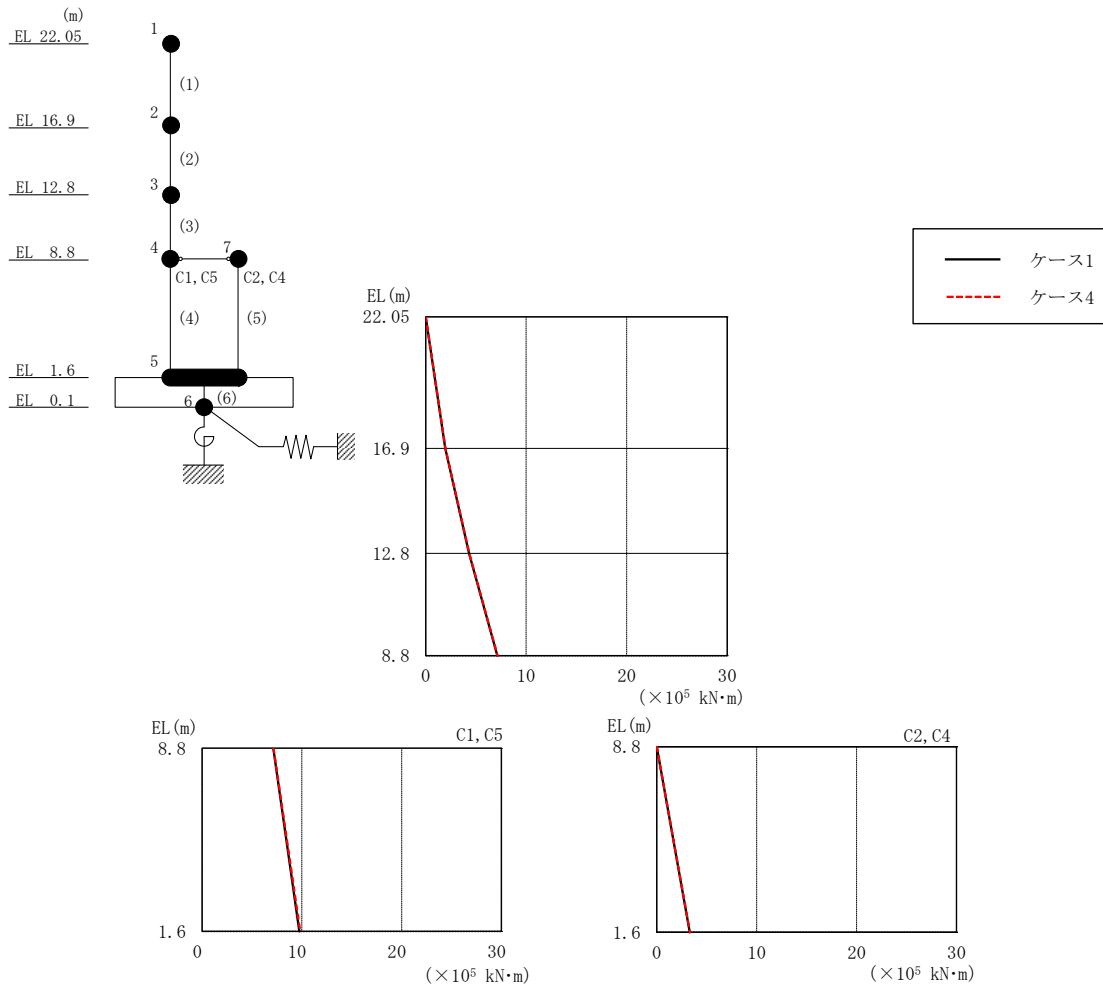 (m)
EL 22.05
1
(1)
EL 16.9
2
(2)
EL 12.8
3
(3)
EL 8.8
4
7
C1, C5
C2, C4
(4)
(5)
EL 1.6
5
EL 0.1
6
(6)
ケース1
ケース4
EL(m)
22.05
16.9
12.8
8.8
0
10
20
30
(×10⁵ kN·m)
EL(m)
C1, C5
8.8
1.6
0
10
20
30
(×10⁵ kN·m)
EL(m)
C2, C4
8.8
1.6
0
10
20
30
(×10⁵ kN·m)